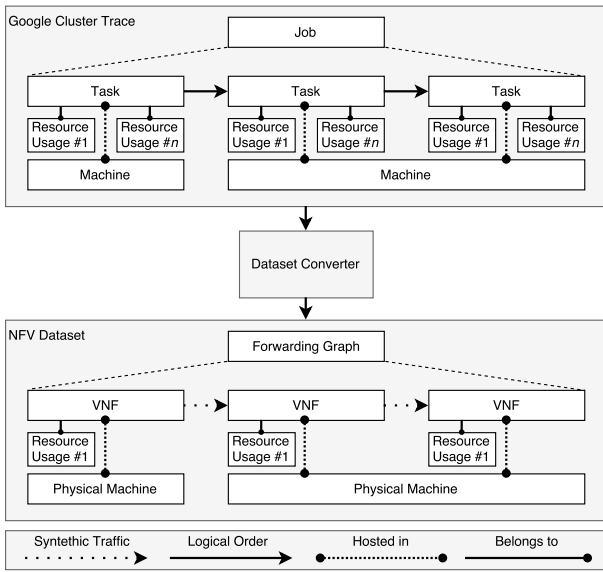 Google Cluster Trace
Job
Task
Task
Task
Resource
Usage #1
Resource
Usage #n
Resource
Usage #1
Resource
Usage #n
Resource
Usage #1
Resource
Usage #n
Machine
Machine
Dataset Converter
NFV Dataset
Forwarding Graph
VNF
VNF
VNF
Resource
Usage #1
Resource
Usage #1
Resource
Usage #1
Physical Machine
Physical Machine
Syntethic Traffic
Logical Order
Hosted in
Belongs to